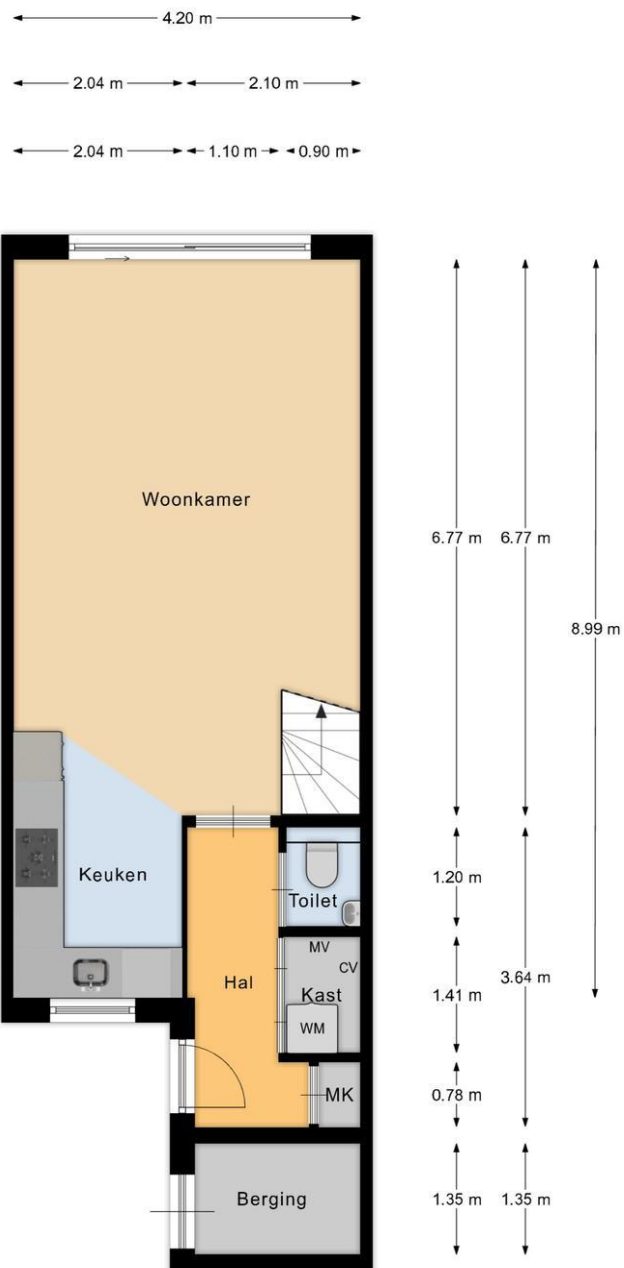 4.20 m
2.04 m 2.10 m
2.04 m 1.10 m 0.90 m
Woonkamer
6.77 m 6.77 m
8.99 m
Keuken
1.20 m
Toilet
MV
CV
Hal
3.64 m
Kast
1.41 m
WM
MK
0.78 m
Berging
1.35 m 1.35 m